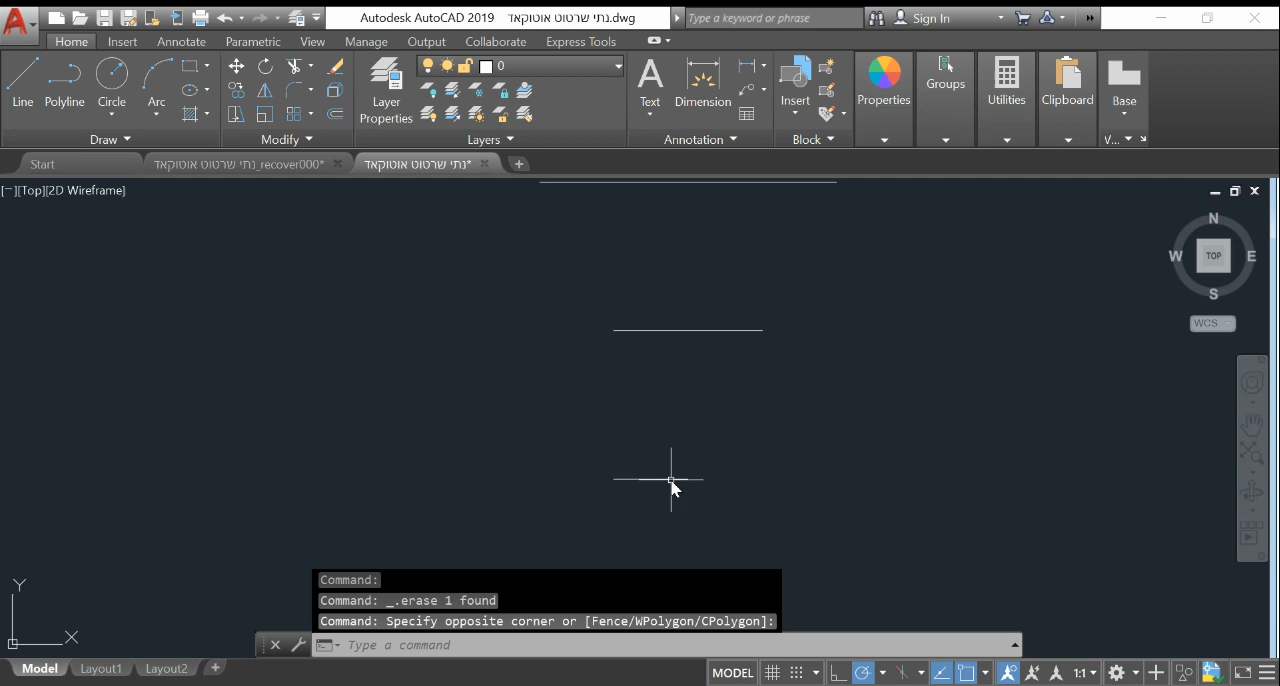 Autodesk AutoCAD 2019 נתי שרטוט אוטוקאד.dwg
Type a keyword or phrase
Sign In
Home Insert Annotate Parametric View Manage Output Collaborate Express Tools
0
Line Polyline Circle Arc
Layer
Properties
Text Dimension
Insert
Properties
Groups
Utilities
Clipboard
Base
Draw Modify Layers Annotation Block V...
Start
נתי שרטוט אוטוקאד_recover000*
נתי שרטוט אוטוקאד*
[−][Top][2D Wireframe]
N
W TOP E
S
WCS
Y
X
Command:
Command: _.erase 1 found
Command: Specify opposite corner or [Fence/WPolygon/CPolygon]:
Type a command
Model Layout1 Layout2
MODEL 1:1